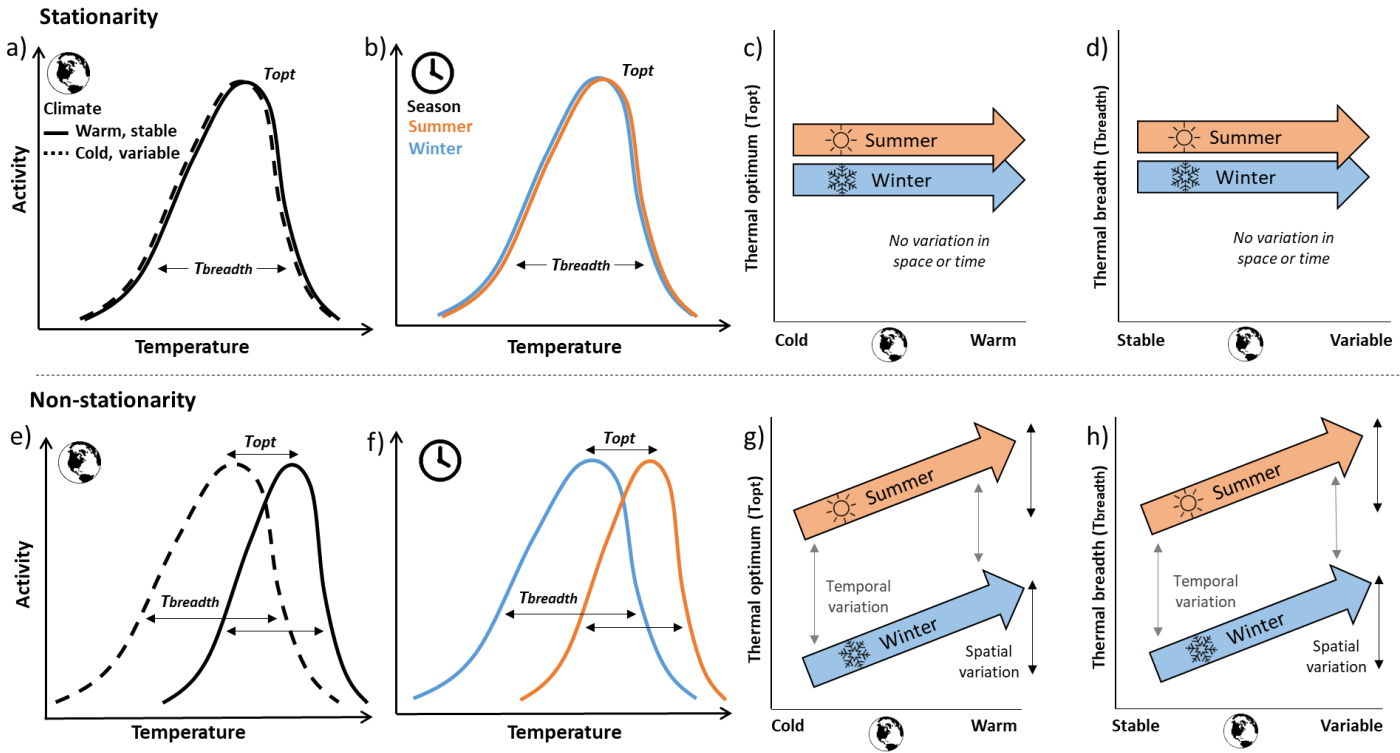 Stationarity
a)
Topt
Climate
Warm, stable
Cold, variable
Activity
Tbreadth
Temperature
b)
Topt
Season
Summer
Winter
Tbreadth
Temperature
c)
Thermal optimum (Topt)
Summer
Winter
No variation in
space or time
Cold
Warm
d)
Thermal breadth (Tbreadth)
Summer
Winter
No variation in
space or time
Stable
Variable
Non-stationarity
e)
Topt
Activity
Tbreadth
Temperature
f)
Topt
Tbreadth
Temperature
g)
Thermal optimum (Topt)
Summer
Temporal
variation
Winter
Spatial
variation
Cold
Warm
h)
Thermal breadth (Tbreadth)
Summer
Temporal
variation
Winter
Spatial
variation
Stable
Variable